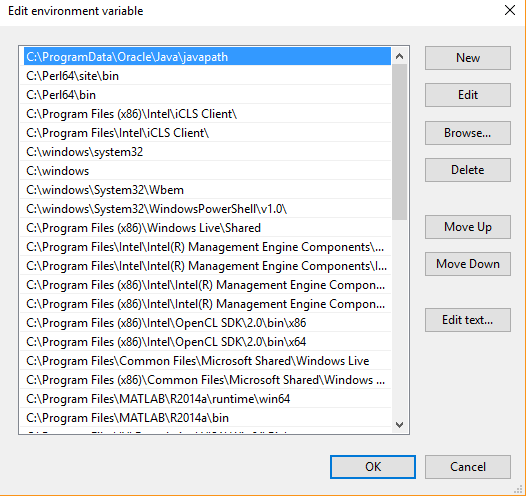 Edit environment variable
C:\ProgramData\Oracle\Java\javapath
C:\Perl64\site\bin
C:\Perl64\bin
C:\Program Files (x86)\Intel\iCLS Client\
C:\Program Files\Intel\iCLS Client\
C:\windows\system32
C:\windows
C:\windows\System32\Wbem
C:\windows\System32\WindowsPowerShell\v1.0\
C:\Program Files (x86)\Windows Live\Shared
C:\Program Files\Intel\Intel(R) Management Engine Components\...
C:\Program Files\Intel\Intel(R) Management Engine Components\I...
C:\Program Files (x86)\Intel\Intel(R) Management Engine Compon...
C:\Program Files (x86)\Intel\Intel(R) Management Engine Compon...
C:\Program Files (x86)\Intel\OpenCL SDK\2.0\bin\x86
C:\Program Files (x86)\Intel\OpenCL SDK\2.0\bin\x64
C:\Program Files\Common Files\Microsoft Shared\Windows Live
C:\Program Files (x86)\Common Files\Microsoft Shared\Windows ...
C:\Program Files\MATLAB\R2014a\runtime\win64
C:\Program Files\MATLAB\R2014a\bin
New
Edit
Browse...
Delete
Move Up
Move Down
Edit text...
OK
Cancel